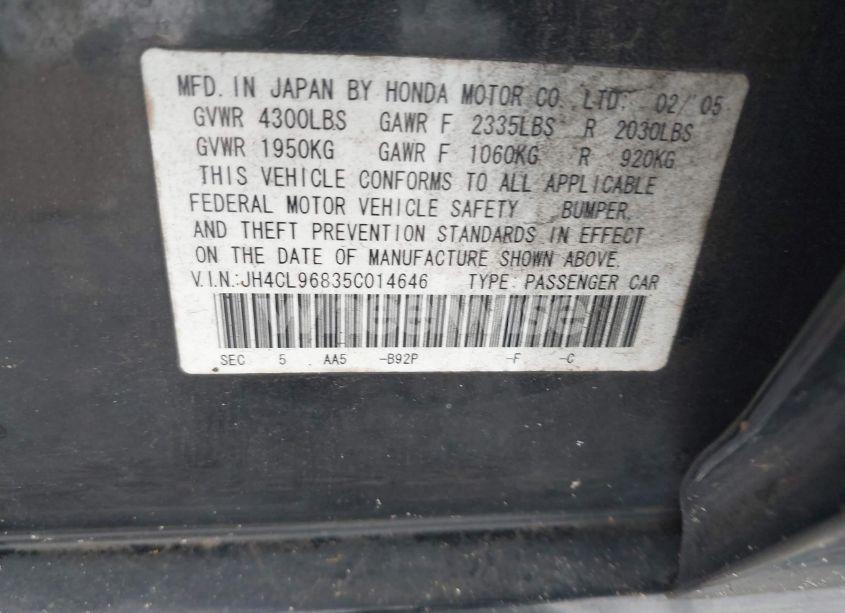 MFD. IN JAPAN BY HONDA MOTOR CO., LTD. 02/05
GVWR 4300LBS GAWR F 2335LBS R 2030LBS
GVWR 1950KG GAWR F 1060KG R 920KG
THIS VEHICLE CONFORMS TO ALL APPLICABLE
FEDERAL MOTOR VEHICLE SAFETY BUMPER,
AND THEFT PREVENTION STANDARDS IN EFFECT
ON THE DATE OF MANUFACTURE SHOWN ABOVE.
V.I.N.:JH4CL96835C014646 TYPE: PASSENGER CAR
SEC 5 AA5 -B92P -F -C